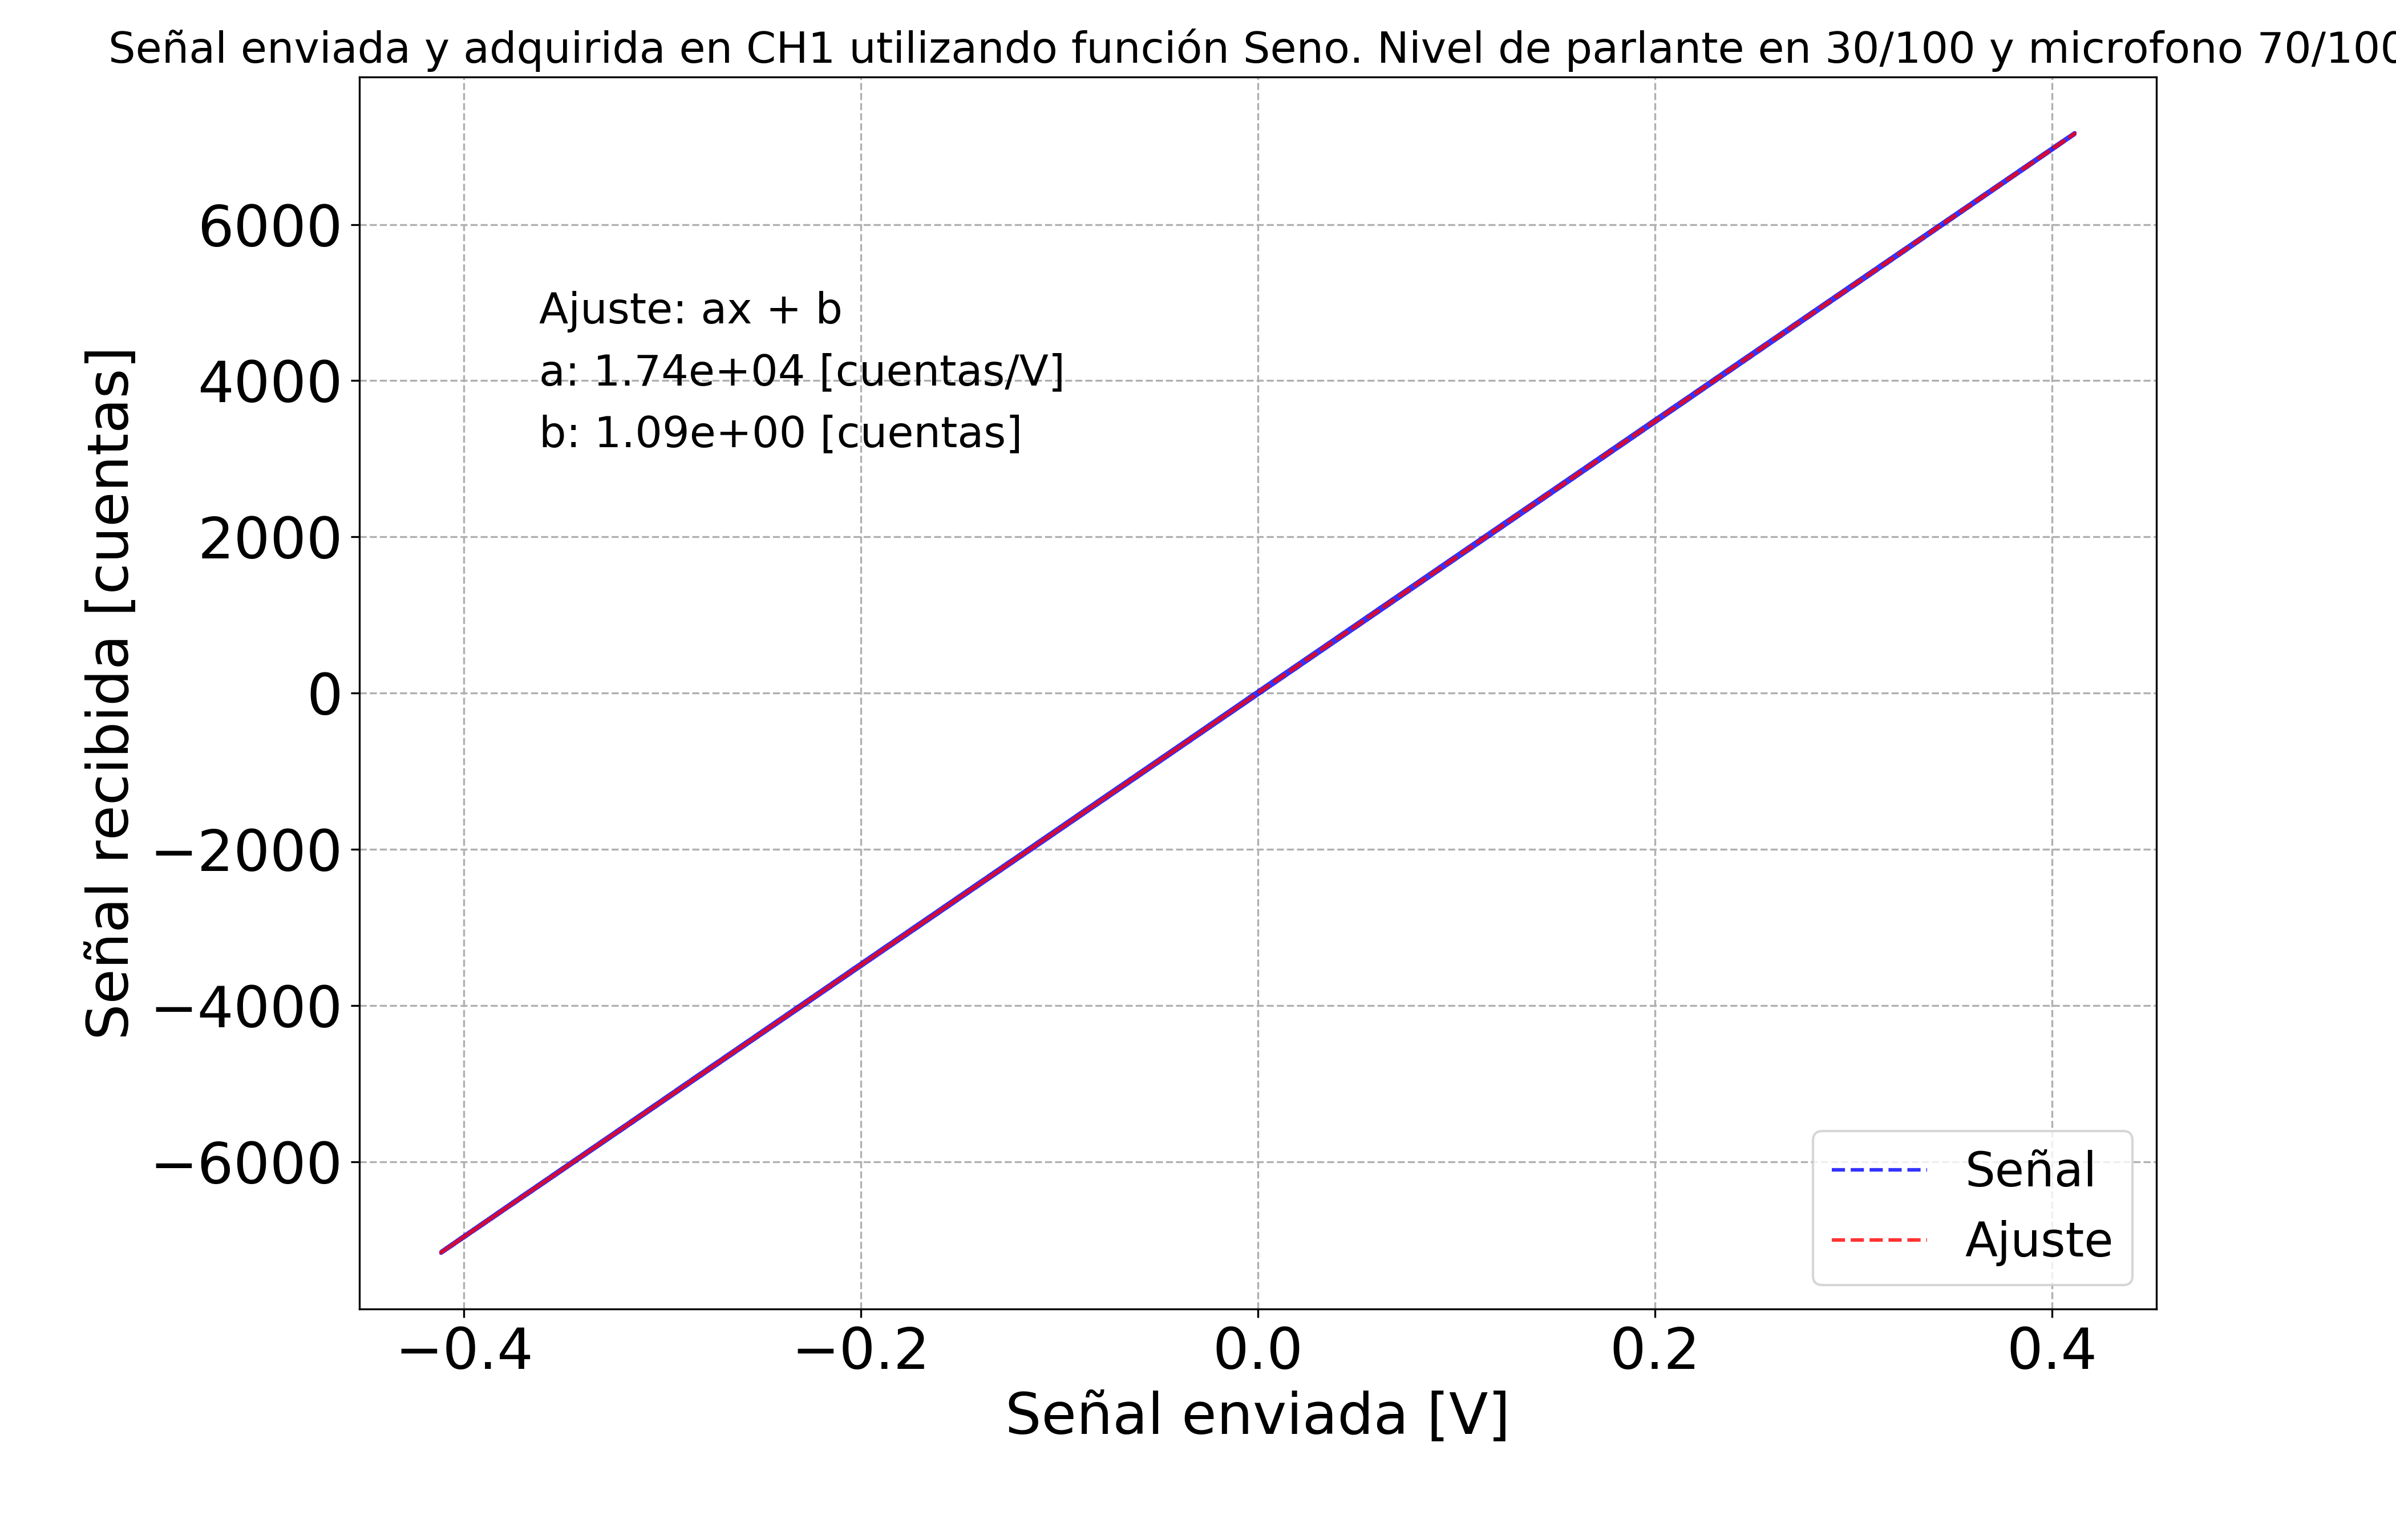 Señal enviada y adquirida en CH1 utilizando función Seno. Nivel de parlante en 30/100 y microfono 70/100
Ajuste: ax + b
a: 1.74e+04 [cuentas/V]
b: 1.09e+00 [cuentas]
Señal recibida [cuentas]
6000
4000
2000
0
−2000
−4000
−6000
Señal
Ajuste
−0.4
−0.2
0.0
0.2
0.4
Señal enviada [V]